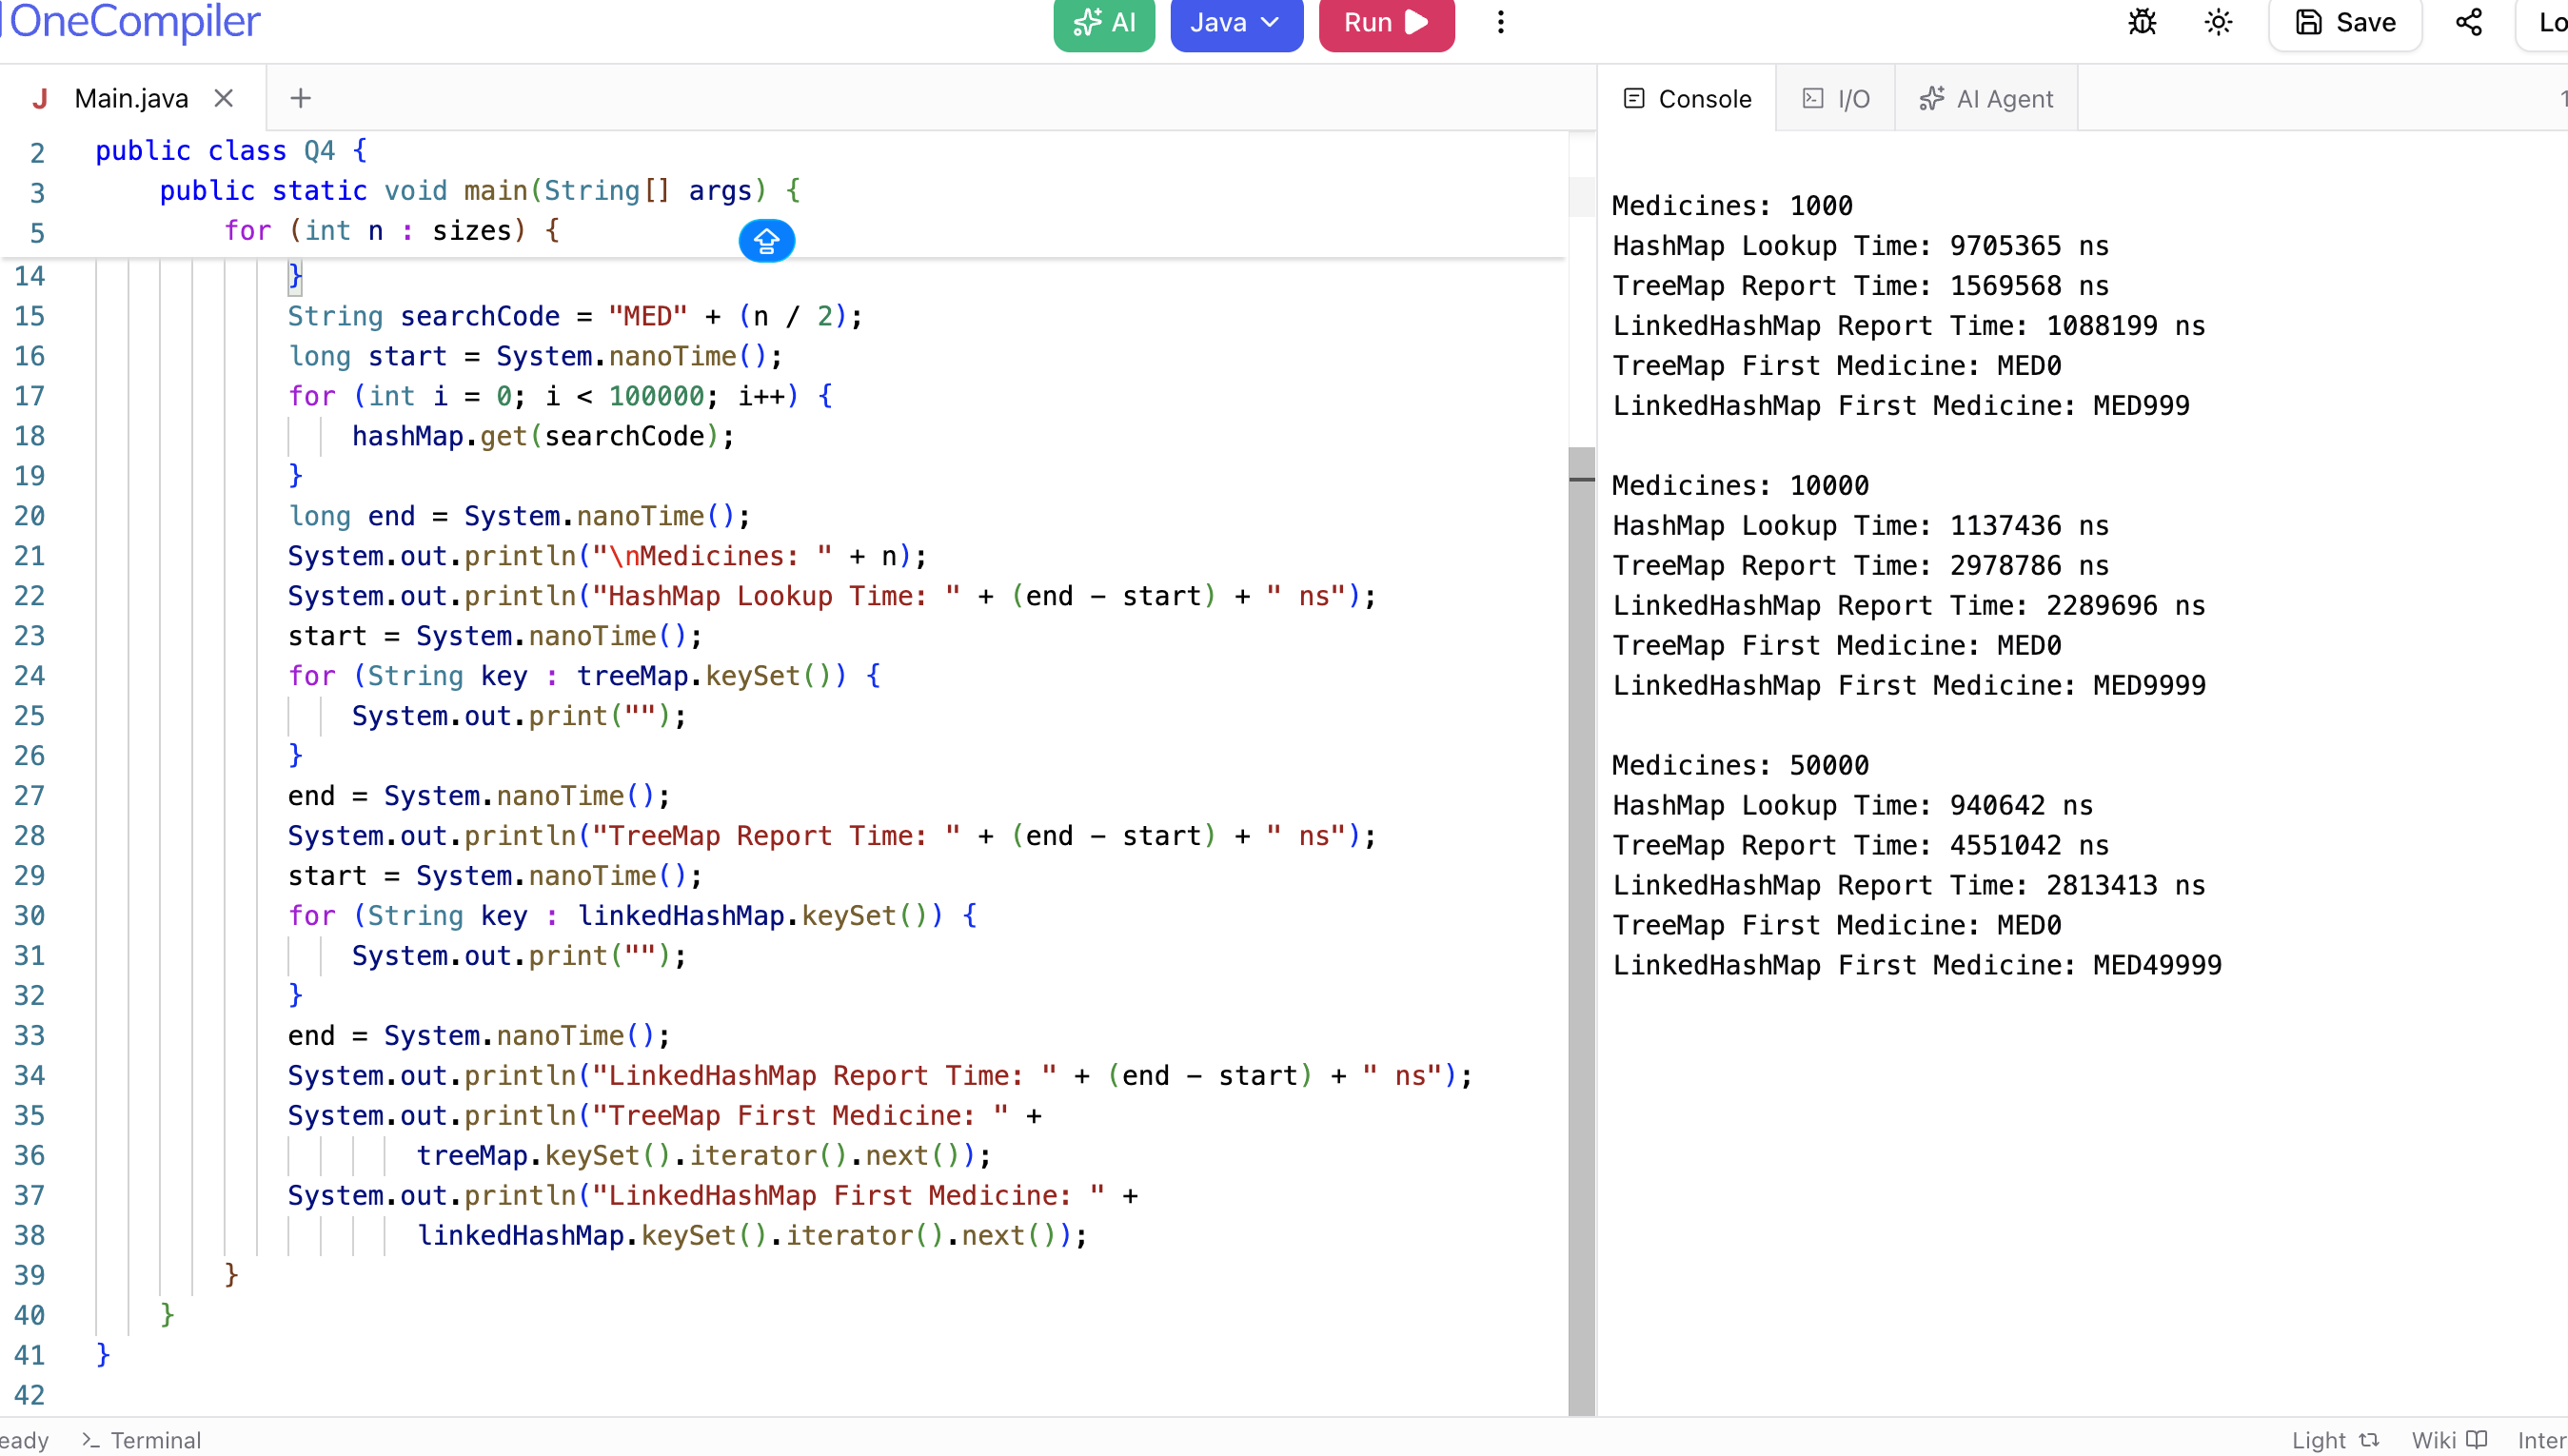 OneCompiler
AI
Java
Run
Save
Lo
J Main.java
Console
I/O
AI Agent
1
2 public class Q4 {
3 public static void main(String[] args) {
5 for (int n : sizes) {
14 }
15 String searchCode = "MED" + (n / 2);
16 long start = System.nanoTime();
17 for (int i = 0; i < 100000; i++) {
18 hashMap.get(searchCode);
19 }
20 long end = System.nanoTime();
21 System.out.println("\nMedicines: " + n);
22 System.out.println("HashMap Lookup Time: " + (end - start) + " ns");
23 start = System.nanoTime();
24 for (String key : treeMap.keySet()) {
25 System.out.print("");
26 }
27 end = System.nanoTime();
28 System.out.println("TreeMap Report Time: " + (end - start) + " ns");
29 start = System.nanoTime();
30 for (String key : linkedHashMap.keySet()) {
31 System.out.print("");
32 }
33 end = System.nanoTime();
34 System.out.println("LinkedHashMap Report Time: " + (end - start) + " ns");
35 System.out.println("TreeMap First Medicine: " +
36 treeMap.keySet().iterator().next());
37 System.out.println("LinkedHashMap First Medicine: " +
38 linkedHashMap.keySet().iterator().next());
39 }
40 }
41 }
42
Medicines: 1000
HashMap Lookup Time: 9705365 ns
TreeMap Report Time: 1569568 ns
LinkedHashMap Report Time: 1088199 ns
TreeMap First Medicine: MED0
LinkedHashMap First Medicine: MED999
Medicines: 10000
HashMap Lookup Time: 1137436 ns
TreeMap Report Time: 2978786 ns
LinkedHashMap Report Time: 2289696 ns
TreeMap First Medicine: MED0
LinkedHashMap First Medicine: MED9999
Medicines: 50000
HashMap Lookup Time: 940642 ns
TreeMap Report Time: 4551042 ns
LinkedHashMap Report Time: 2813413 ns
TreeMap First Medicine: MED0
LinkedHashMap First Medicine: MED49999
eady
Terminal
Light
Wiki
Inter